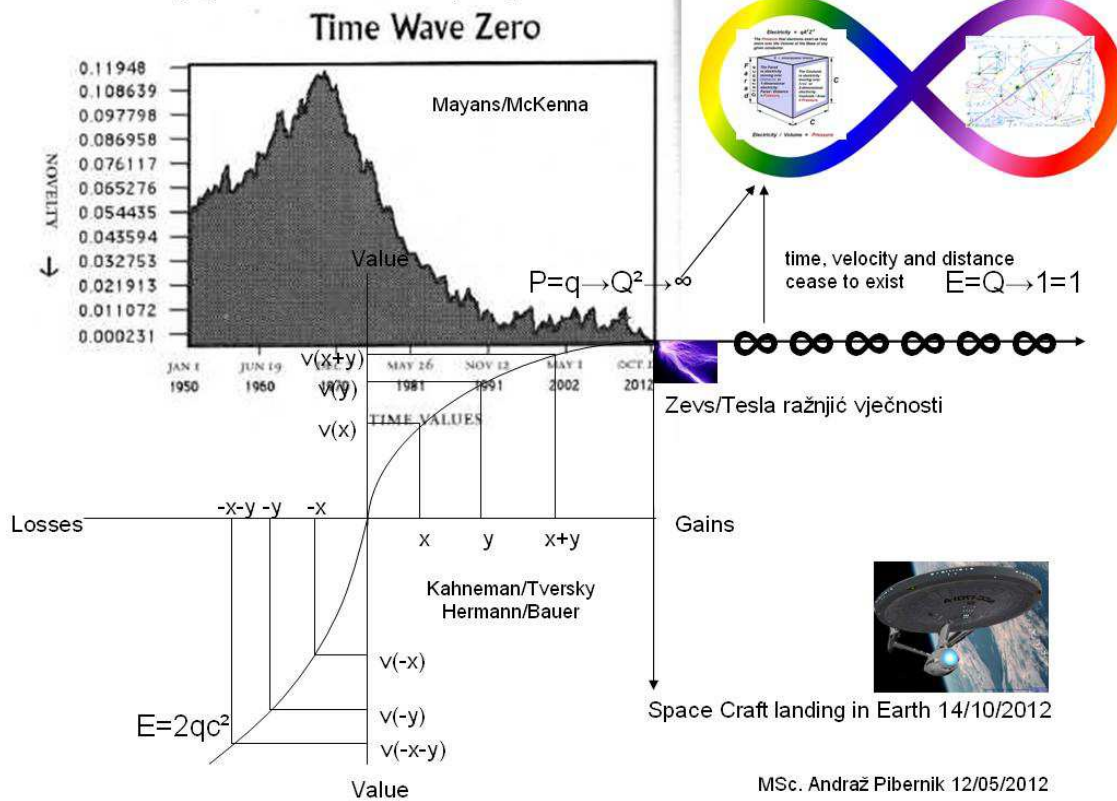 Time Wave Zero
0.11948
0.108639
0.097798
0.086958
0.076117
0.065276
0.054435
0.043594
0.032753
0.021913
0.011072
0.000231
NOVELTY
Mayans/McKenna
JAN 1
1950
JUN 19
1960
1970
MAY 26
1981
NOV 12
1991
MAY 1
2002
OCT
2012
TIME VALUES
Electricity / Volume = Pressure
P=q→Q²→∞
time, velocity and distance
cease to exist
E=Q→1=1
Zevs/Tesla ražnjić vječnosti
Value
v(x+y)
v(y)
v(x)
Losses
-x-y
-y
-x
x
y
x+y
Gains
Kahneman/Tversky
Hermann/Bauer
v(-x)
v(-y)
v(-x-y)
E=2qc²
Value
Space Craft landing in Earth 14/10/2012
MSc. Andraž Pibernik 12/05/2012